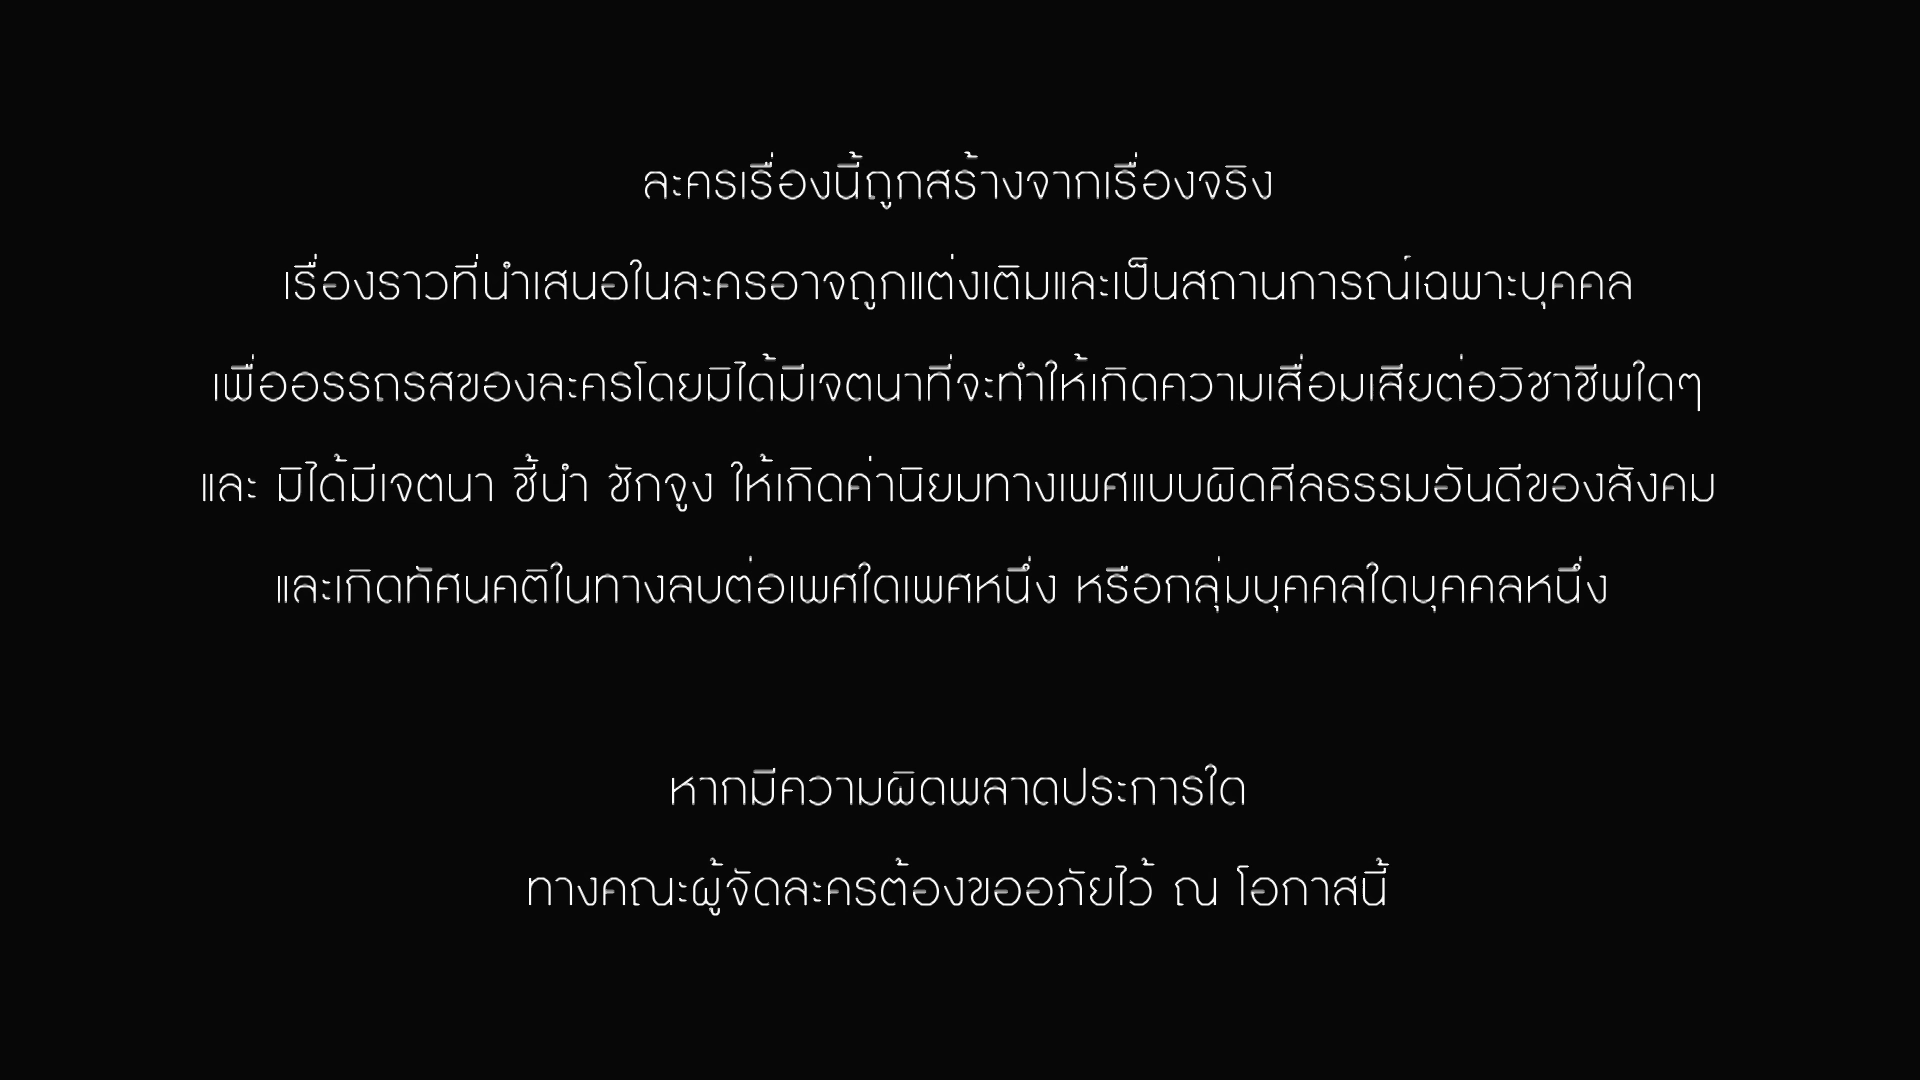 ละครเรื่องนี้ถูกสร้างจากเรื่องจริง
เรื่องราวที่นำเสนอในละครอาจถูกแต่งเติมและเป็นสถานการณ์เฉพาะบุคคล
เพื่ออรรถรสของละครโดยมิได้มีเจตนาที่จะทำให้เกิดความเสื่อมเสียต่อวิชาชีพใดๆ
และ มิได้มีเจตนา ชี้นำ ชักจูง ให้เกิดค่านิยมทางเพศแบบผิดศีลธรรมอันดีของสังคม
และเกิดทัศนคติในทางลบต่อเพศใดเพศหนึ่ง หรือกลุ่มบุคคลใดบุคคลหนึ่ง
หากมีความผิดพลาดประการใด
ทางคณะผู้จัดละครต้องขออภัยไว้ ณ โอกาสนี้